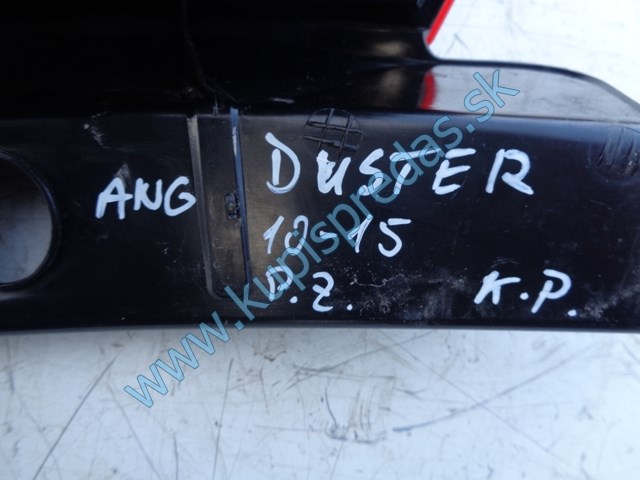 ANG DUSTER
10-15
P.Z. K.P.
www.kupispredas.sk